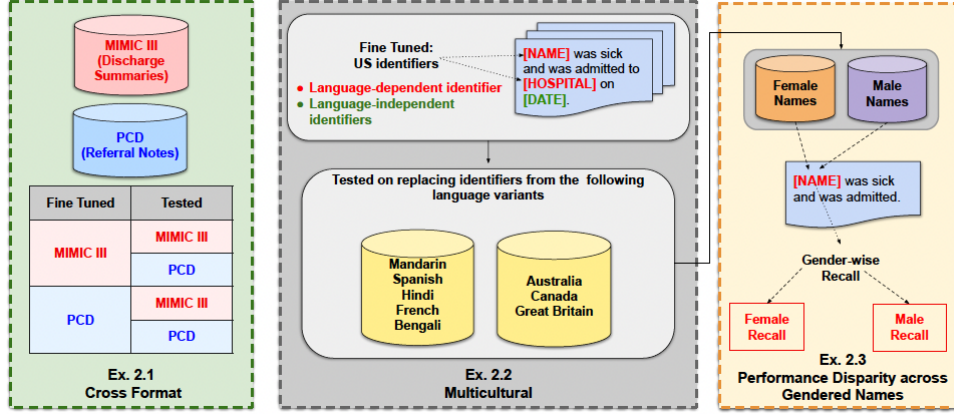 MIMIC III
(Discharge
Summaries)
PCD
(Referral Notes)
Fine Tuned Tested
MIMIC III
MIMIC III
PCD
PCD
MIMIC III
PCD
Ex. 2.1
Cross Format
Fine Tuned:
US identifiers
● Language-dependent identifier
● Language-independent
identifiers
[NAME] was sick
and was admitted to
[HOSPITAL] on
[DATE].
Tested on replacing identifiers from the following
language variants
Mandarin
Spanish
Hindi
French
Bengali
Australia
Canada
Great Britain
Ex. 2.2
Multicultural
Female
Names
Male
Names
[NAME] was sick
and was admitted.
Gender-wise
Recall
Female
Recall
Male
Recall
Ex. 2.3
Performance Disparity across
Gendered Names